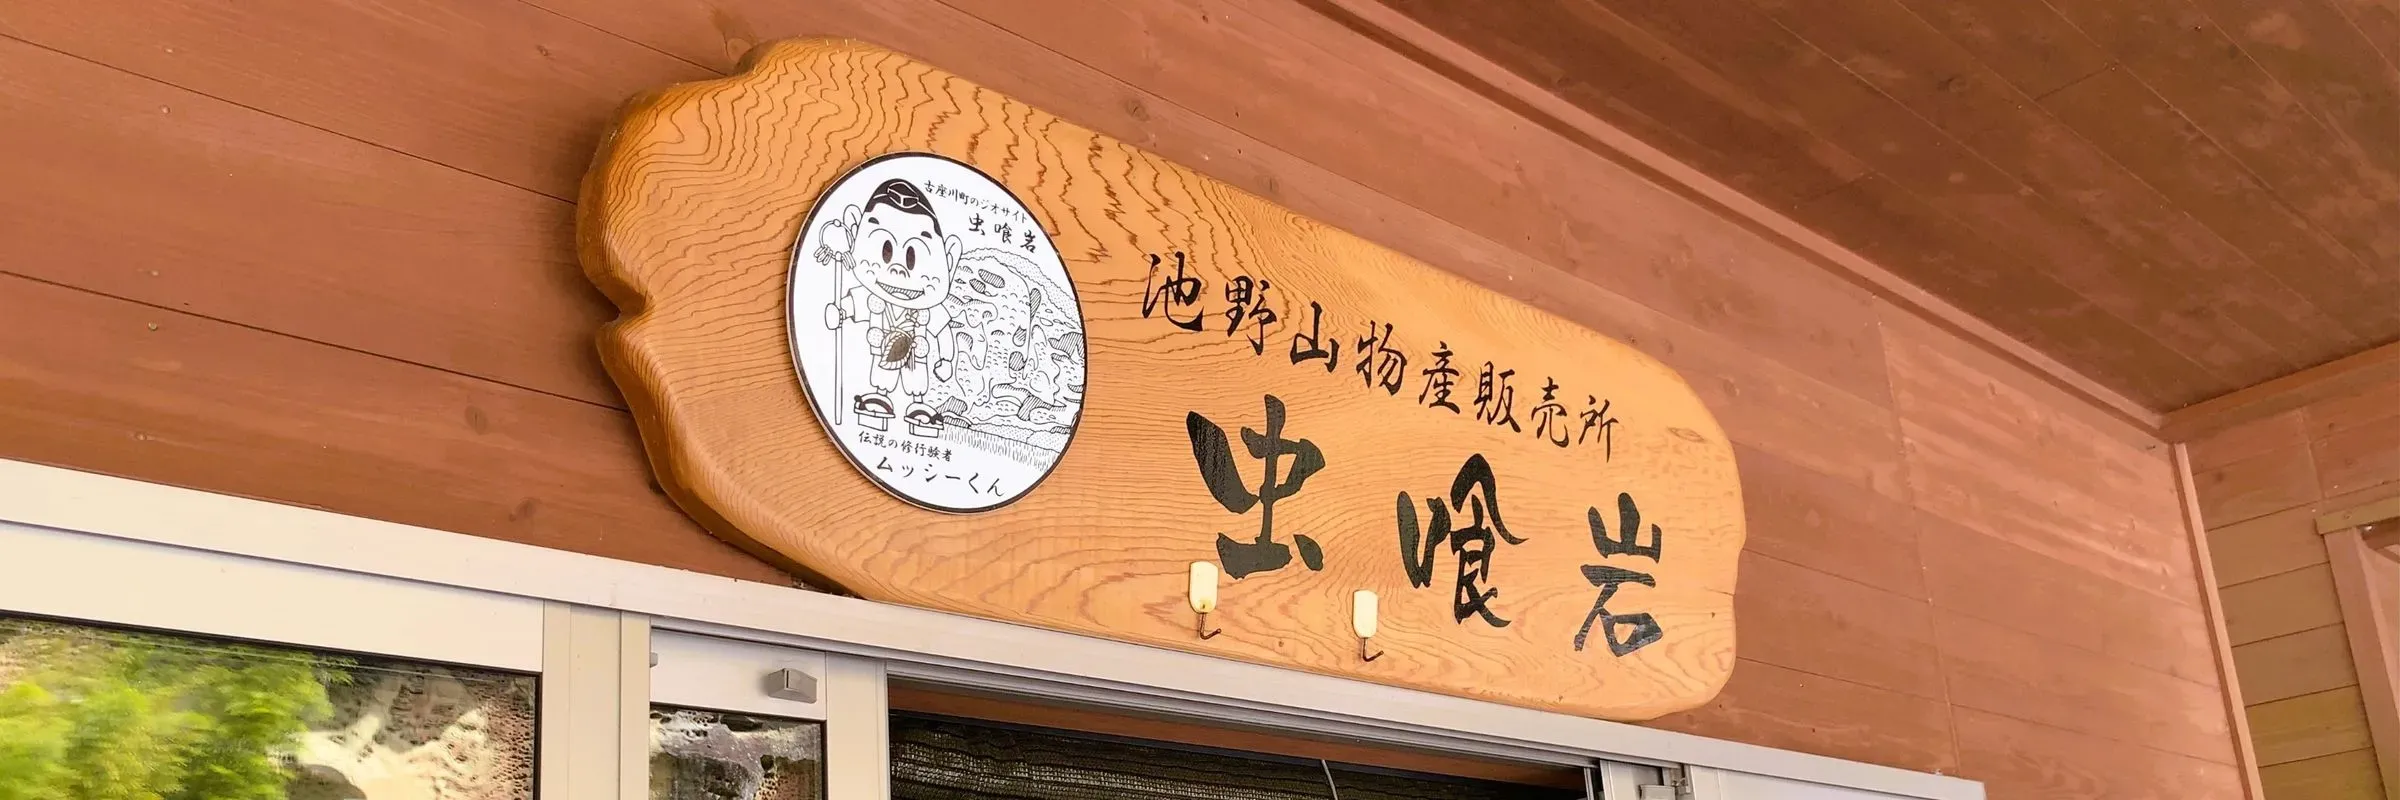 古座川町のジオサイト
虫喰岩
伝説の修行験者
ムッシーくん
池野山物産販売所
虫喰岩